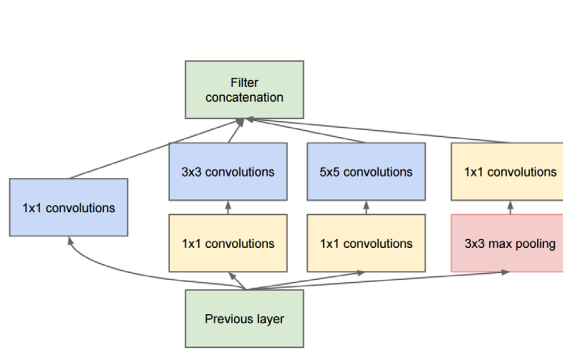 Filter
concatenation
3x3 convolutions
5x5 convolutions
1x1 convolutions
1x1 convolutions
1x1 convolutions
1x1 convolutions
3x3 max pooling
Previous layer